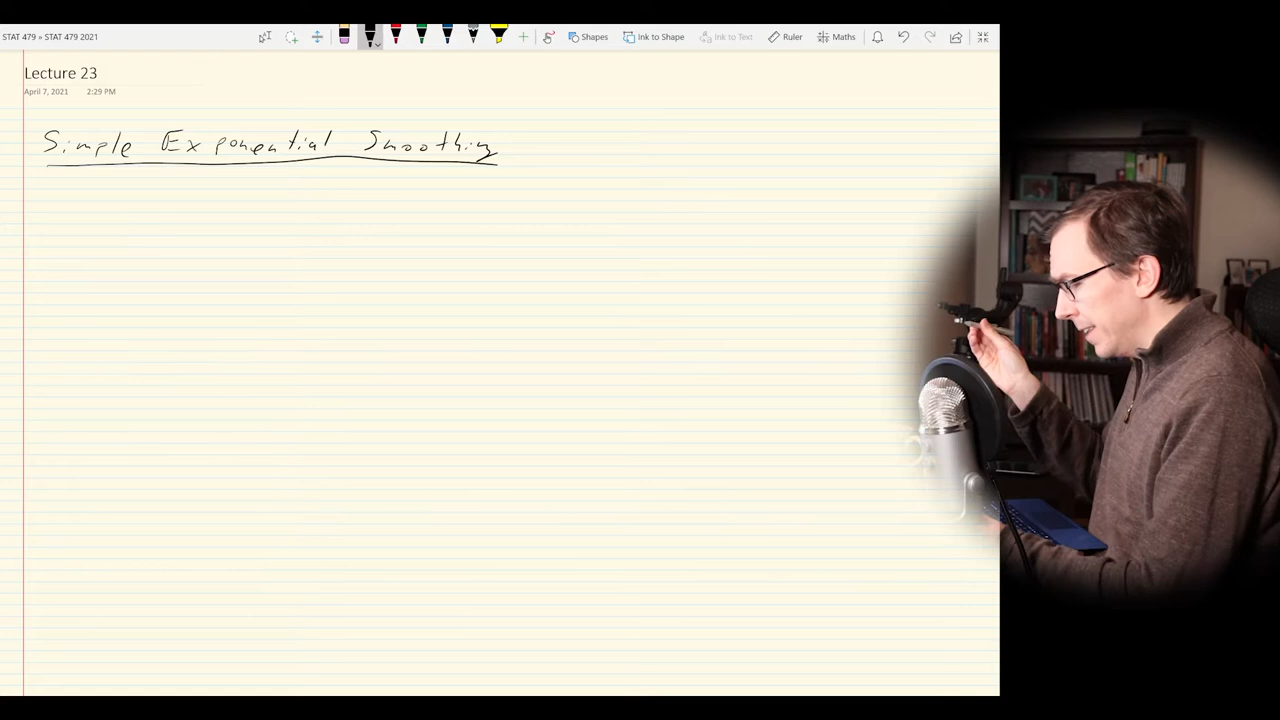 STAT 479 » STAT 479 2021
Shapes Ink to Shape Ink to Text Ruler Maths
Lecture 23
April 7, 2021 2:29 PM
Simple Exponential Smoothing